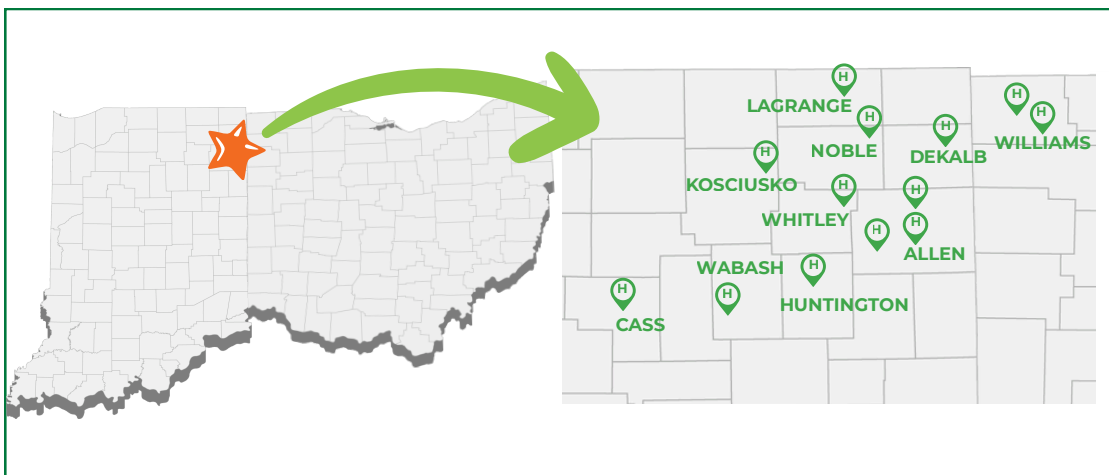 H
H
LAGRANGE
H
H
H
NOBLE
H
DEKALB
WILLIAMS
H
KOSCIUSKO
H
H
WHITLEY
H
H
ALLEN
WABASH
H
HUNTINGTON
H
CASS
H